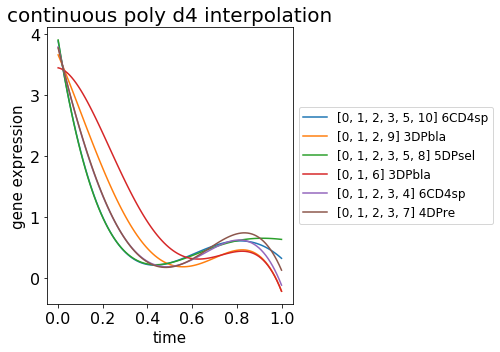 continuous poly d4 interpolation
gene expression
4
3
2
1
0
0.0 0.2 0.4 0.6 0.8 1.0
time
[0, 1, 2, 3, 5, 10] 6CD4sp
[0, 1, 2, 9] 3DPbla
[0, 1, 2, 3, 5, 8] 5DPsel
[0, 1, 6] 3DPbla
[0, 1, 2, 3, 4] 6CD4sp
[0, 1, 2, 3, 7] 4DPre